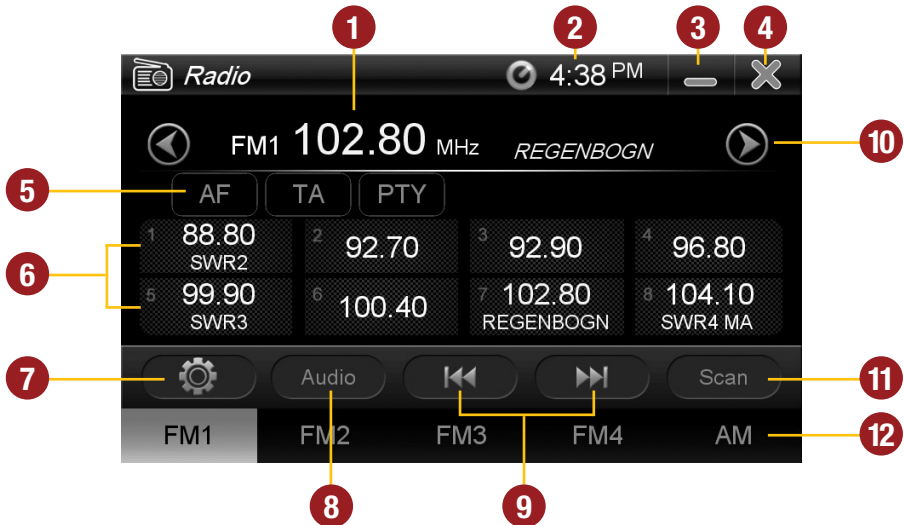 1 2 3 4
Radio 4:38 PM
FM1 102.80 MHz REGENBOGN 10
5 AF TA PTY
6
1 88.80 SWR2
2 92.70
3 92.90
4 96.80
5 99.90 SWR3
6 100.40
7 102.80 REGENBOGN
8 104.10 SWR4 MA
7 Audio Scan 11
FM1 FM2 FM3 FM4 AM 12
8 9